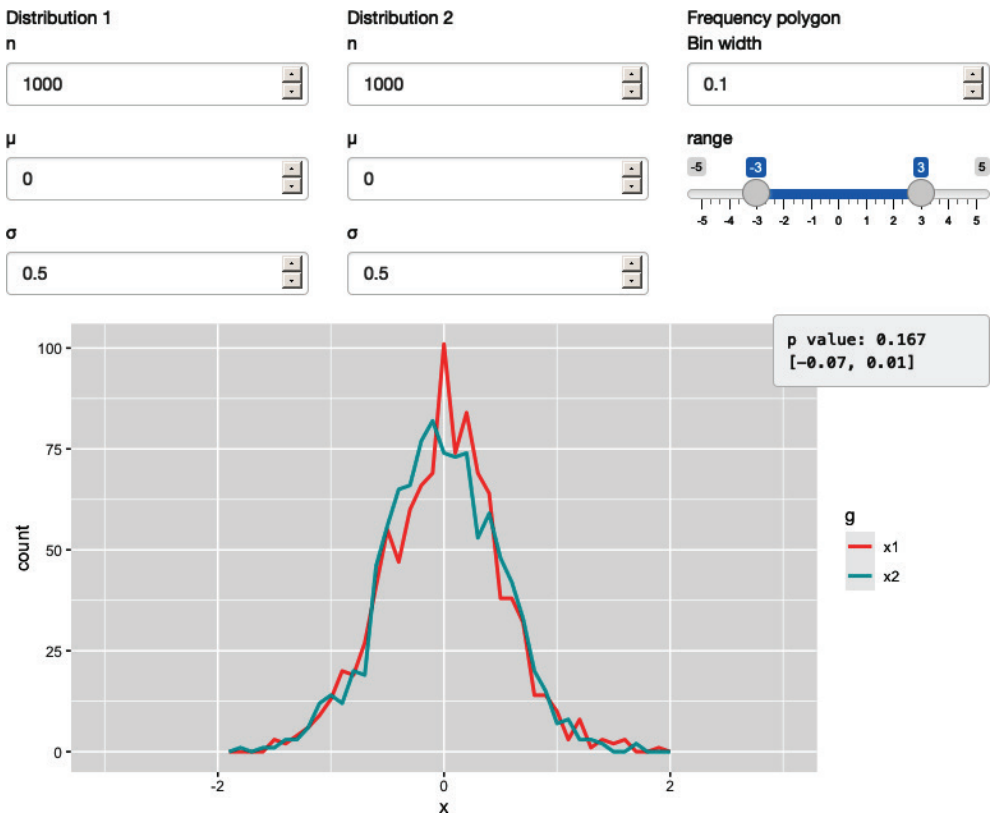 Distribution 1
n
1000
μ
0
σ
0.5
Distribution 2
n
1000
μ
0
σ
0.5
Frequency polygon
Bin width
0.1
range
-5 -3 3 5
-5 -4 -3 -2 -1 0 1 2 3 4 5
p value: 0.167
[-0.07, 0.01]
count
100
75
50
25
0
-2 0 2
x
g
x1
x2